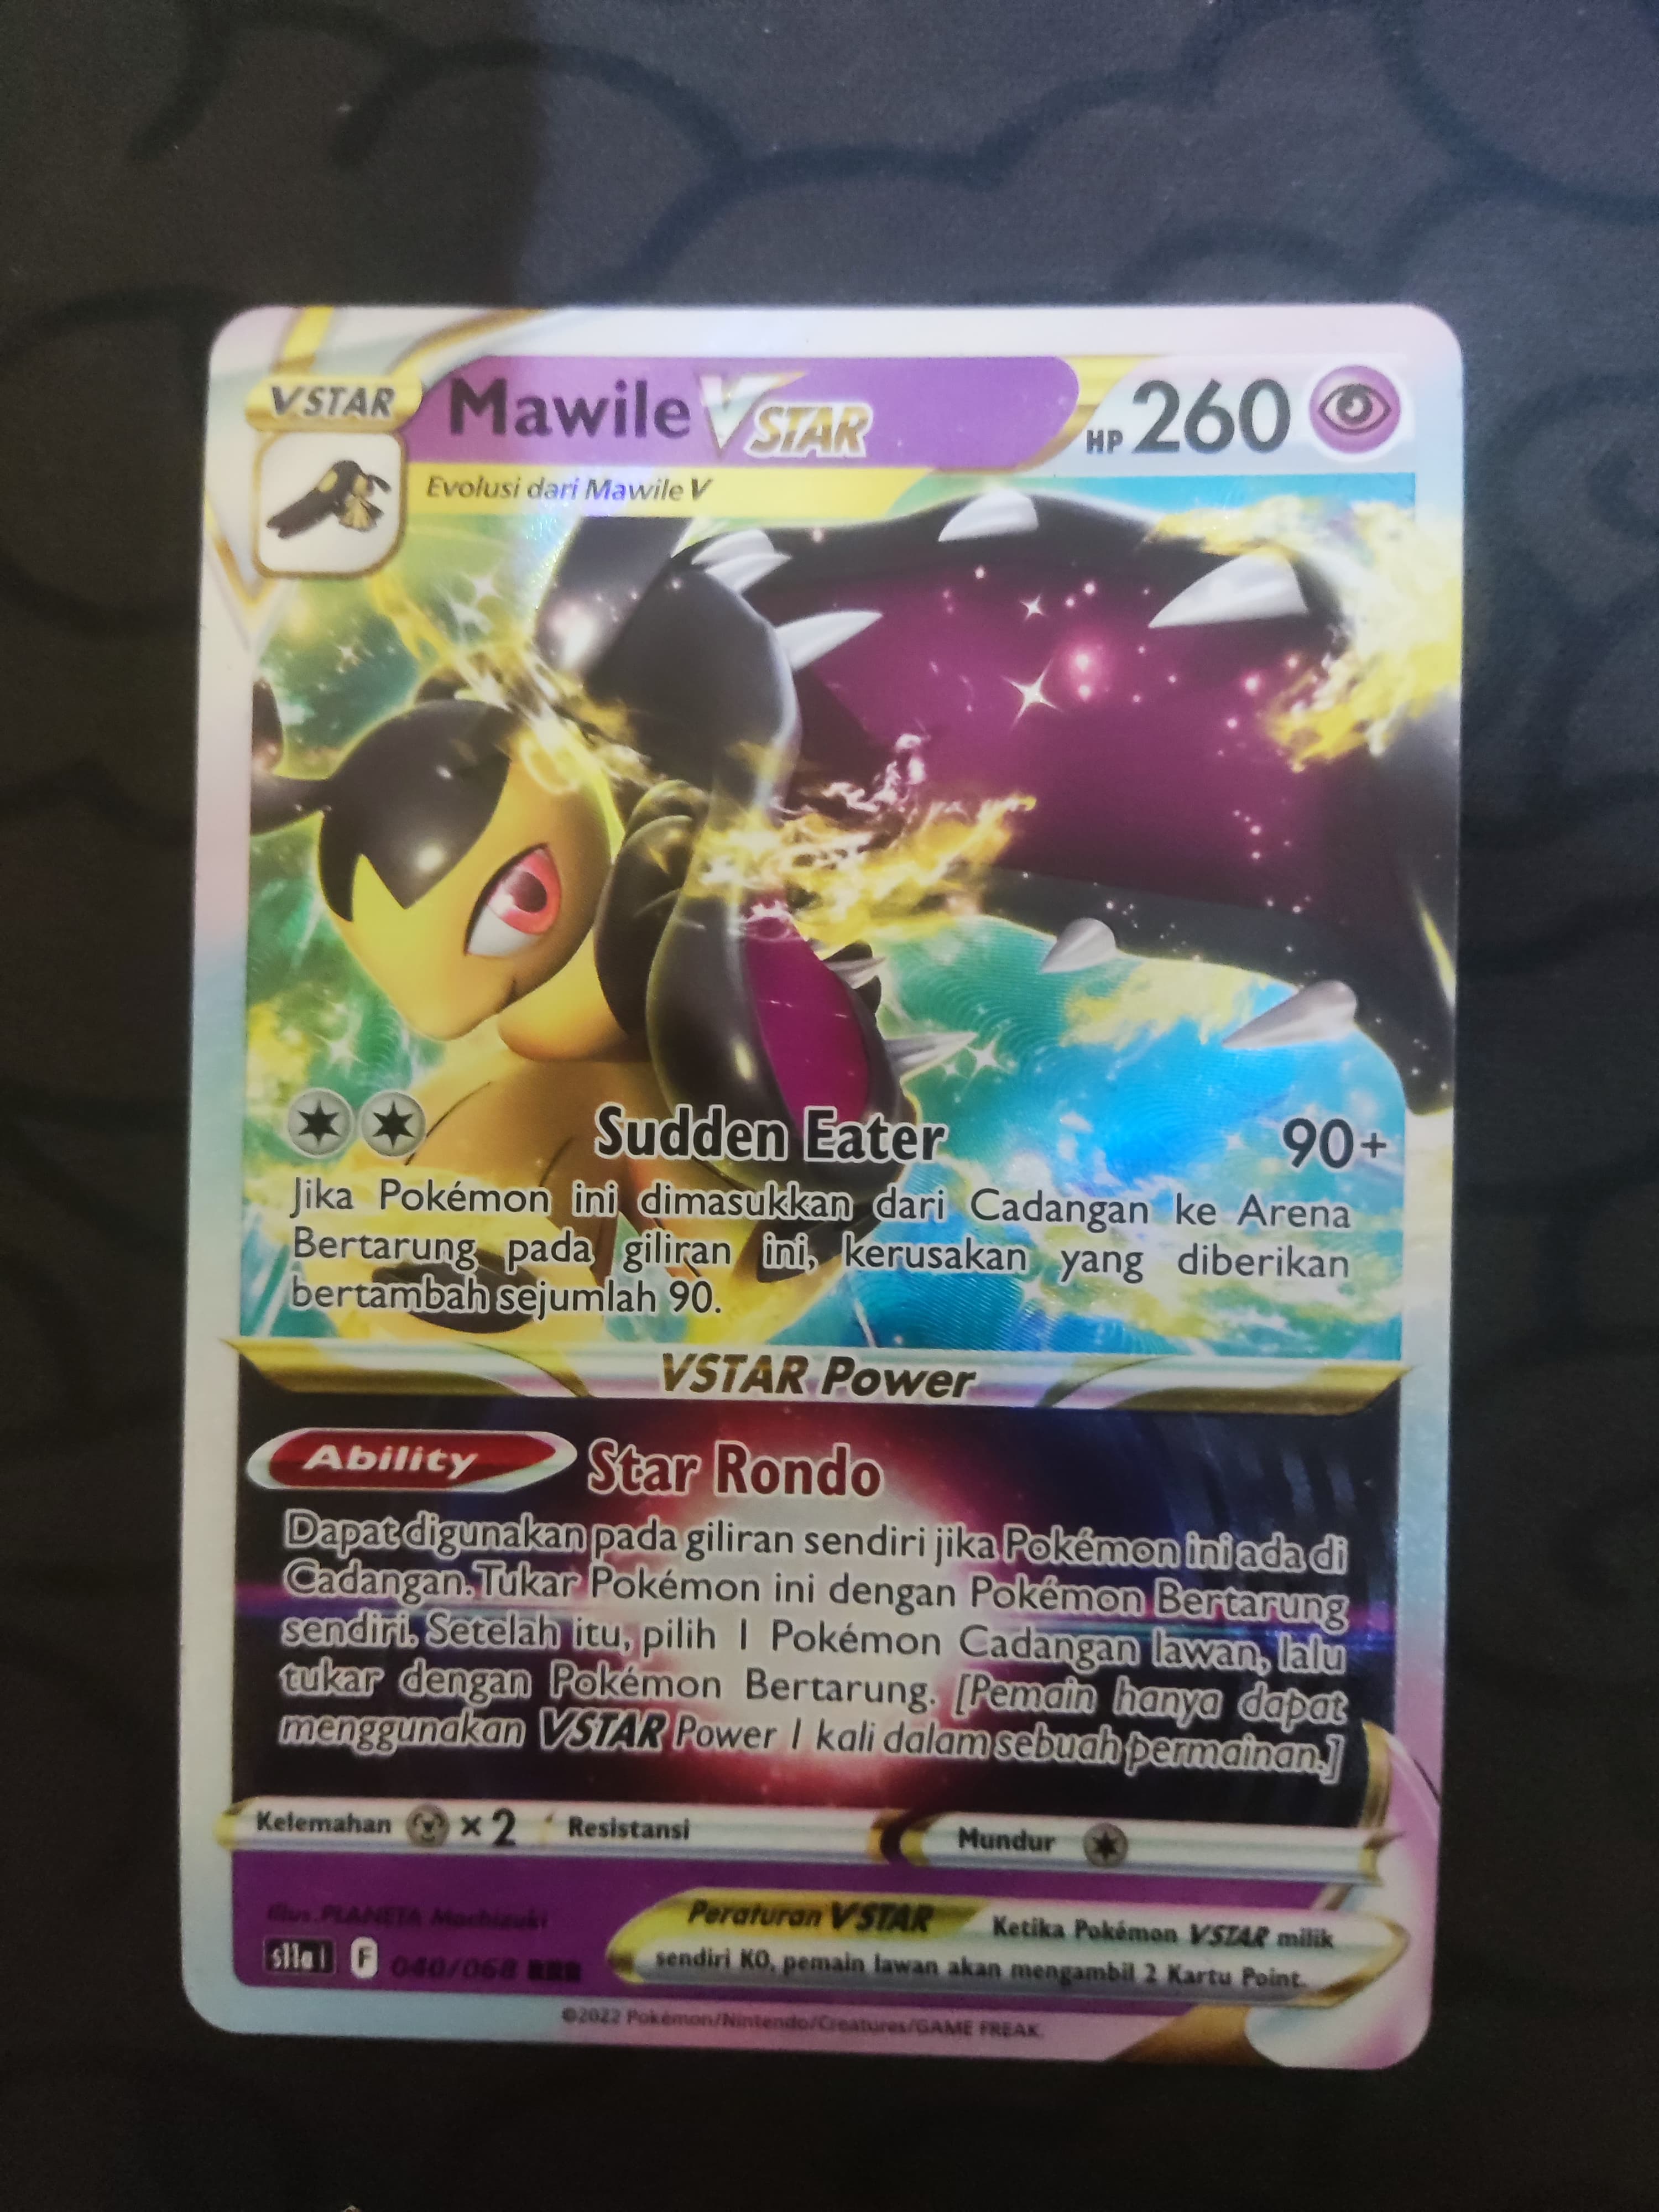 VSTAR
Mawile VSTAR
HP 260
Evolusi dari Mawile V
Sudden Eater 90+
Jika Pokémon ini dimasukkan dari Cadangan ke Arena
Bertarung pada giliran ini, kerusakan yang diberikan
bertambah sejumlah 90.
VSTAR Power
Ability Star Rondo
Dapat digunakan pada giliran sendiri jika Pokémon ini ada di
Cadangan. Tukar Pokémon ini dengan Pokémon Bertarung
sendiri. Setelah itu, pilih 1 Pokémon Cadangan lawan, lalu
tukar dengan Pokémon Bertarung. [Pemain hanya dapat
menggunakan VSTAR Power 1 kali dalam sebuah permainan.]
Kelemahan ×2 Resistansi Mundur
Illus. PLANETA Mochizuki
Peraturan VSTAR Ketika Pokémon VSTAR milik
sendiri KO, pemain lawan akan mengambil 2 Kartu Point.
s11a I F 040/068 RRR
©2022 Pokémon/Nintendo/Creatures/GAME FREAK.